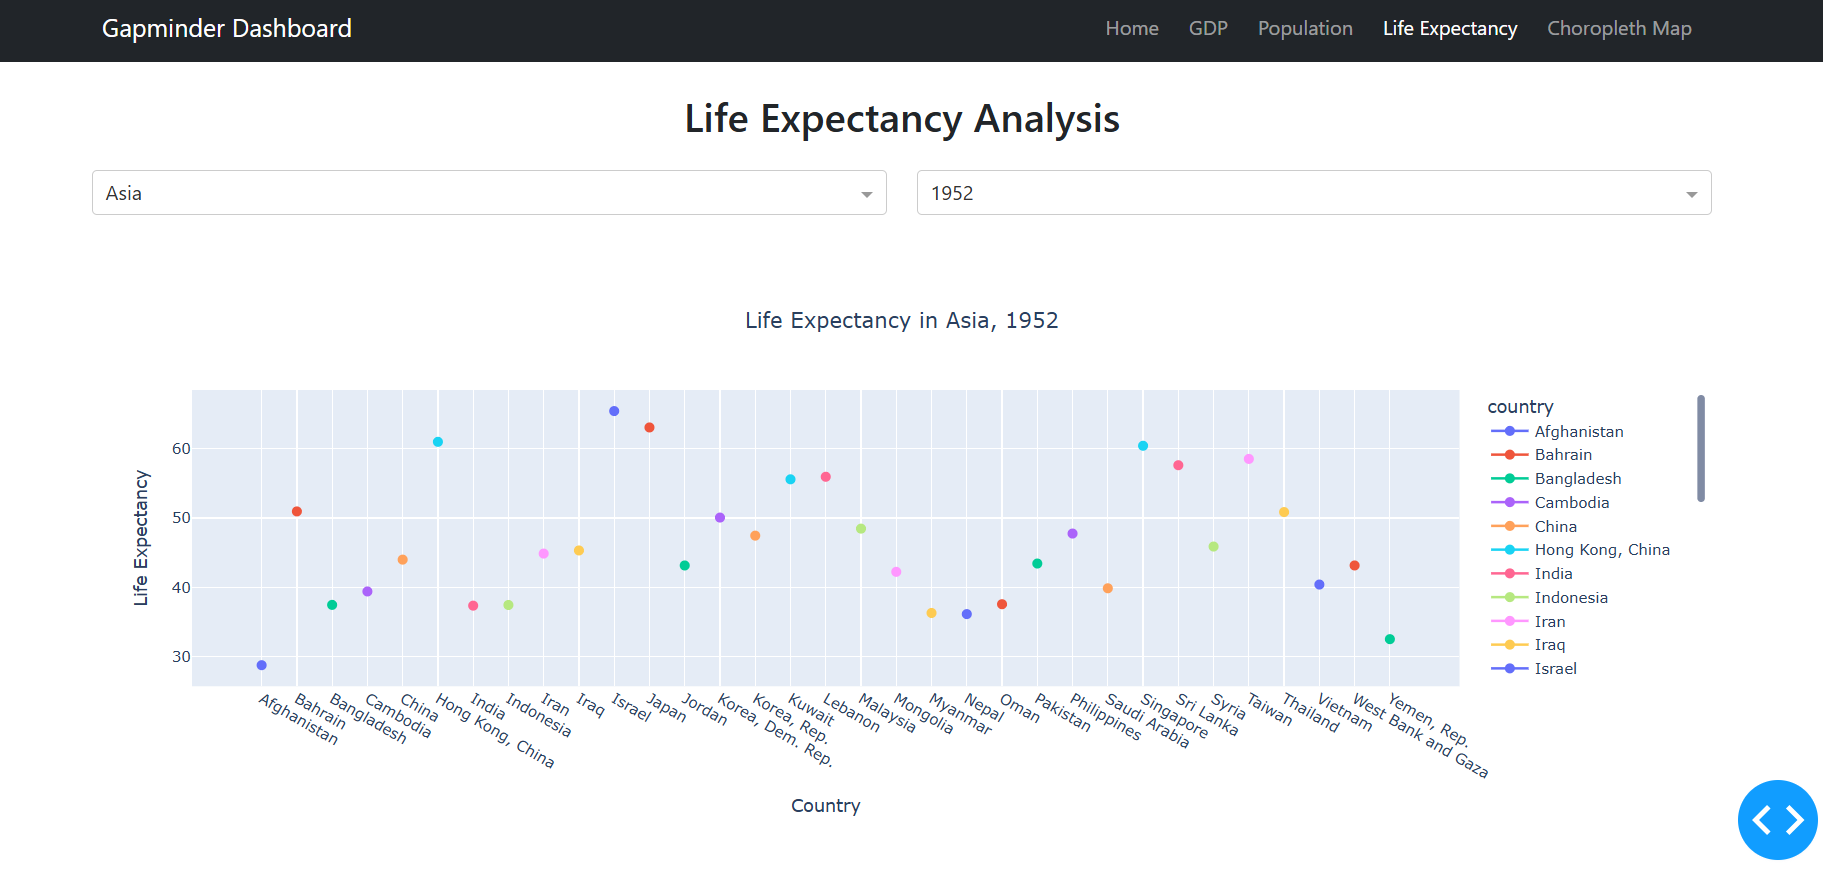 Gapminder Dashboard
Home GDP Population Life Expectancy Choropleth Map
Life Expectancy Analysis
Asia
1952
Life Expectancy in Asia, 1952
Life Expectancy
60
50
40
30
Afghanistan
Bahrain
Bangladesh
Cambodia
China
Hong Kong, China
India
Indonesia
Iran
Iraq
Israel
Japan
Jordan
Korea, Dem. Rep.
Korea, Rep.
Kuwait
Lebanon
Malaysia
Mongolia
Myanmar
Nepal
Oman
Pakistan
Philippines
Saudi Arabia
Singapore
Sri Lanka
Syria
Taiwan
Thailand
Vietnam
West Bank and Gaza
Yemen, Rep.
Country
country
Afghanistan
Bahrain
Bangladesh
Cambodia
China
Hong Kong, China
India
Indonesia
Iran
Iraq
Israel